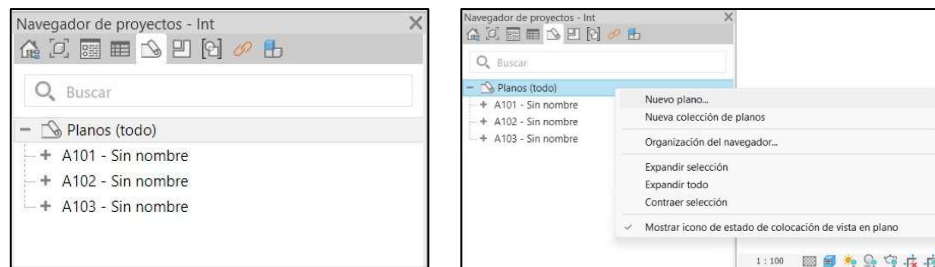 Navegador de proyectos - Int
Buscar
Planos (todo)
A101 - Sin nombre
A102 - Sin nombre
A103 - Sin nombre
Navegador de proyectos - Int
Buscar
Planos (todo)
A101 - Sin nombre
A102 - Sin nombre
A103 - Sin nombre
Nuevo plano...
Nueva colección de planos
Organización del navegador...
Expandir selección
Expandir todo
Contraer selección
Mostrar icono de estado de colocación de vista en plano
1 : 100